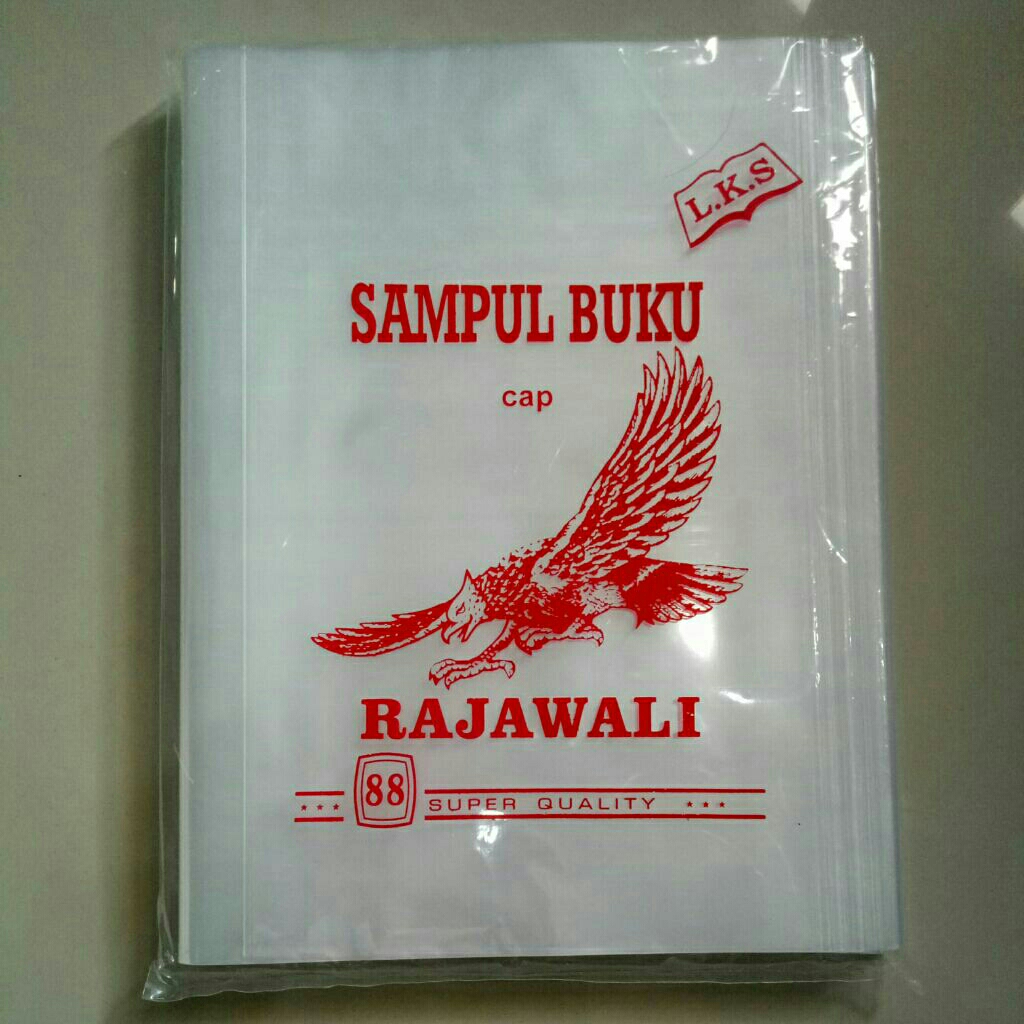 L.K.S
SAMPUL BUKU
cap
RAJAWALI
88 SUPER QUALITY